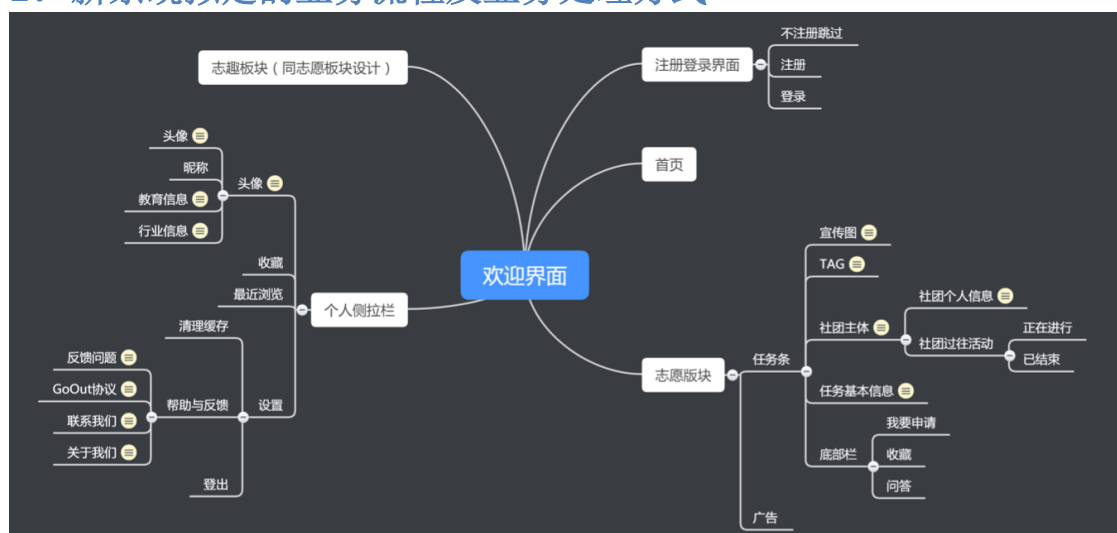 欢迎界面
注册登录界面
不注册跳过
注册
登录
首页
志愿版块
任务条
宣传图
TAG
社团主体
社团个人信息
社团过往活动
正在进行
已结束
任务基本信息
底部栏
我要申请
收藏
问答
广告
志趣板块（同志愿板块设计）
个人侧拉栏
头像
头像
昵称
教育信息
行业信息
收藏
最近浏览
设置
清理缓存
帮助与反馈
反馈问题
GoOut协议
联系我们
关于我们
登出